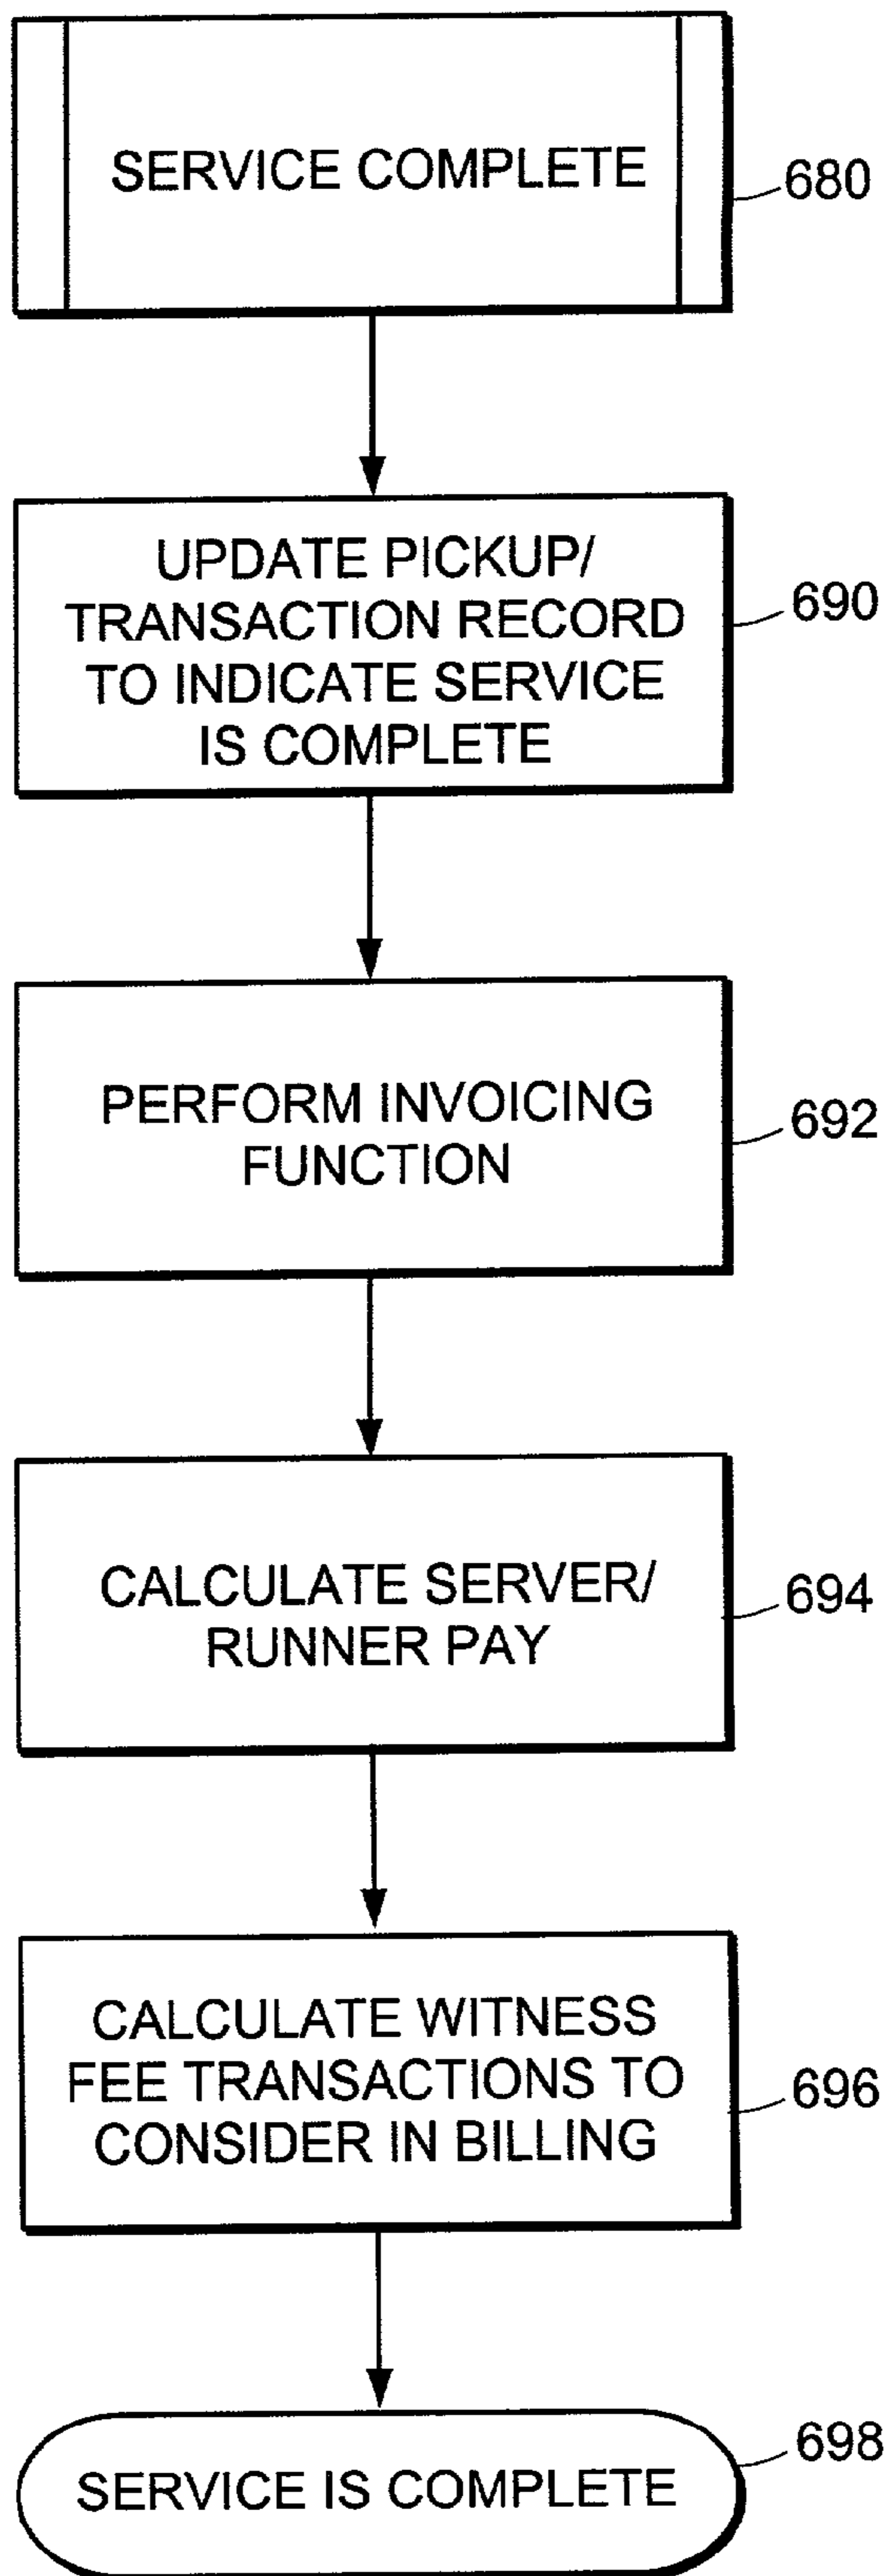 SERVICE COMPLETE
680
UPDATE PICKUP/
TRANSACTION RECORD
TO INDICATE SERVICE
IS COMPLETE
690
PERFORM INVOICING
FUNCTION
692
CALCULATE SERVER/
RUNNER PAY
694
CALCULATE WITNESS
FEE TRANSACTIONS TO
CONSIDER IN BILLING
696
SERVICE IS COMPLETE
698